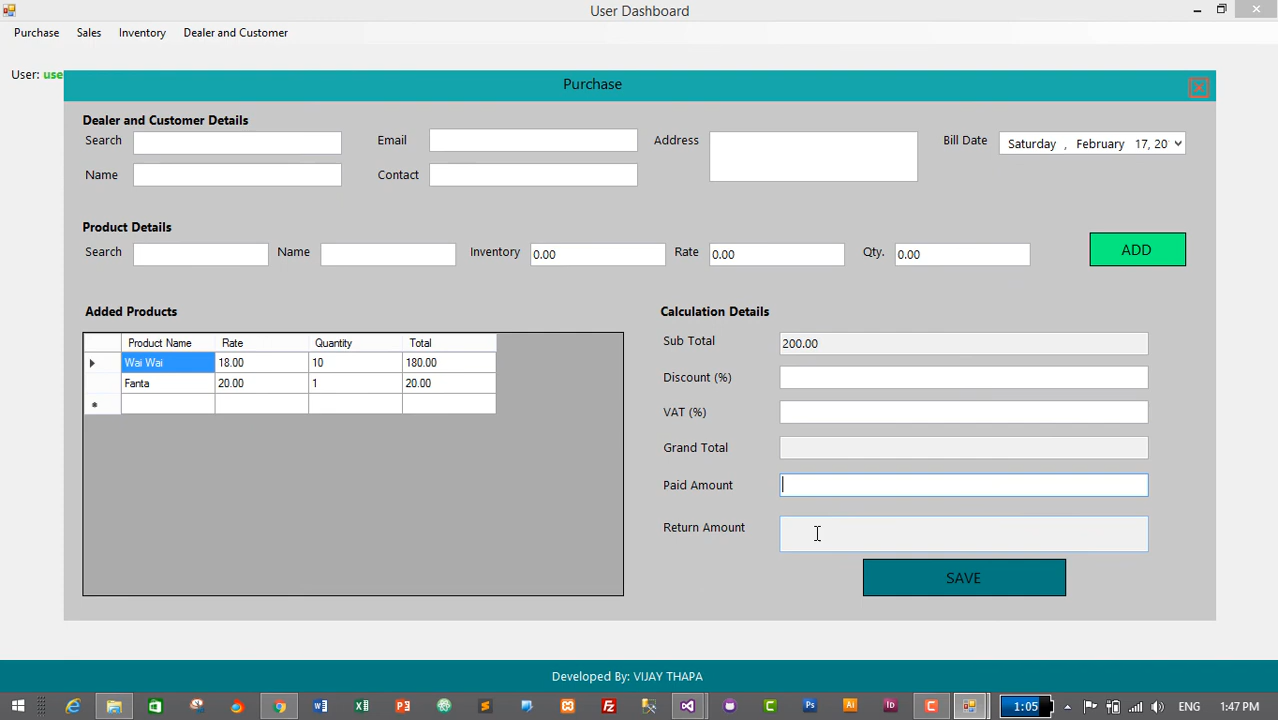 User Dashboard
Purchase Sales Inventory Dealer and Customer
User: use
Purchase
Dealer and Customer Details
Search Email Address Bill Date Saturday , February 17, 20
Name Contact
Product Details
Search Name Inventory 0.00 Rate 0.00 Qty. 0.00 ADD
Added Products
Product Name Rate Quantity Total
Wai Wai 18.00 10 180.00
Fanta 20.00 1 20.00
Calculation Details
Sub Total 200.00
Discount (%)
VAT (%)
Grand Total
Paid Amount
Return Amount
SAVE
Developed By: VIJAY THAPA
1:05 ENG 1:47 PM